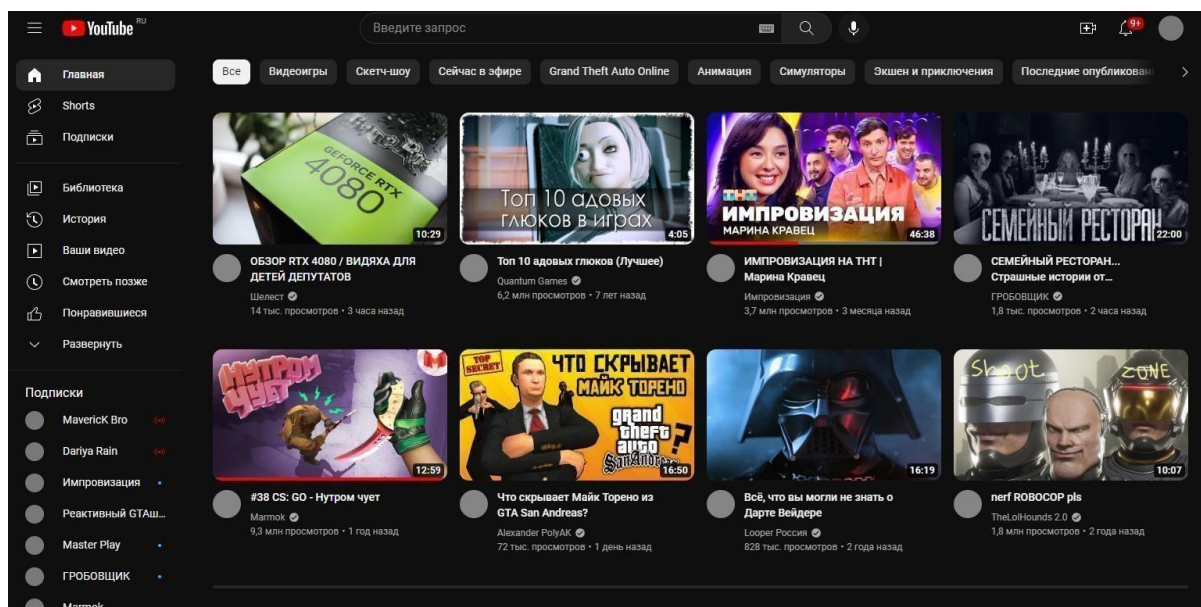 YouTube RU
Введите запрос
9+
Главная
Shorts
Подписки
Библиотека
История
Ваши видео
Смотреть позже
Понравившиеся
Развернуть
Подписки
MavericK Bro
Dariya Rain
Импровизация
Реактивный GTAш...
Master Play
ГРОБОВЩИК
Marmok
Все
Видеоигры
Скетч-шоу
Сейчас в эфире
Grand Theft Auto Online
Анимация
Симуляторы
Экшен и приключения
Последние опубликован
GEFORCE RTX
4080
10:29
ОБЗОР RTX 4080 / ВИДЯХА ДЛЯ
ДЕТЕЙ ДЕПУТАТОВ
Шелест
14 тыс. просмотров • 3 часа назад
Топ 10 адовых
глюков в играх
4:05
Топ 10 адовых глюков (Лучшее)
Quantum Games
6,2 млн просмотров • 7 лет назад
ТНТ
ИМПРОВИЗАЦИЯ
МАРИНА КРАВЕЦ
46:38
ИМПРОВИЗАЦИЯ НА ТНТ |
Марина Кравец
Импровизация
3,7 млн просмотров • 3 месяца назад
СЕМЕЙНЫЙ РЕСТОРАН
22:00
СЕМЕЙНЫЙ РЕСТОРАН...
Страшные истории от...
ГРОБОВЩИК
1,8 тыс. просмотров • 2 часа назад
НУТРОМ
ЧУЕТ
12:59
#38 CS: GO - Нутром чует
Marmok
9,3 млн просмотров • 1 год назад
TOP
SECRET
ЧТО СКРЫВАЕТ
МАЙК ТОРЕНО
grand
theft
auto
San Andreas
?
16:50
Что скрывает Майк Торено из
GTA San Andreas?
Alexander PolyAK
72 тыс. просмотров • 1 день назад
16:19
Всё, что вы могли не знать о
Дарте Вейдере
Looper Россия
828 тыс. просмотров • 2 года назад
Shoot
ZONE
10:07
nerf ROBOCOP pls
TheLolHounds 2.0
1,8 млн просмотров • 2 года назад